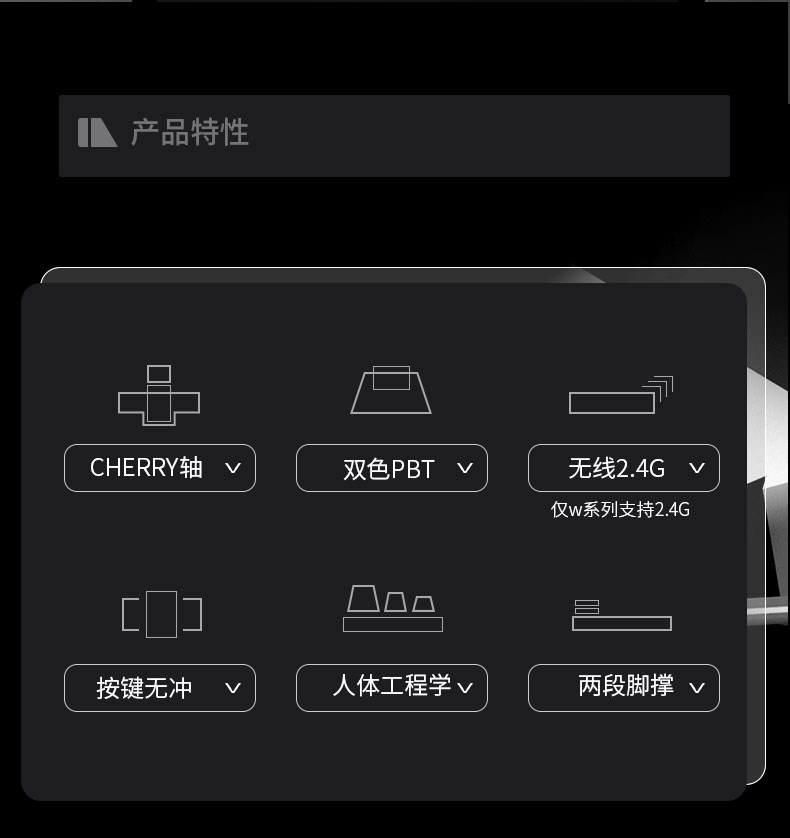 产品特性
CHERRY轴
双色PBT
无线2.4G
仅w系列支持2.4G
按键无冲
人体工程学
两段脚撑